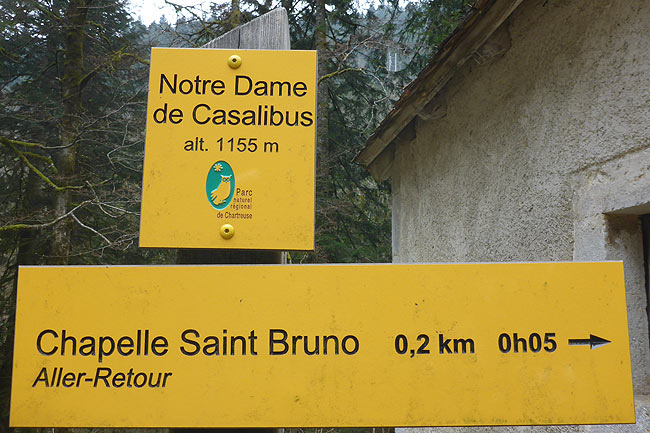 Notre Dame
de Casalibus
alt. 1155 m
Parc
naturel
régional
de Chartreuse
Chapelle Saint Bruno 0,2 km 0h05
Aller-Retour